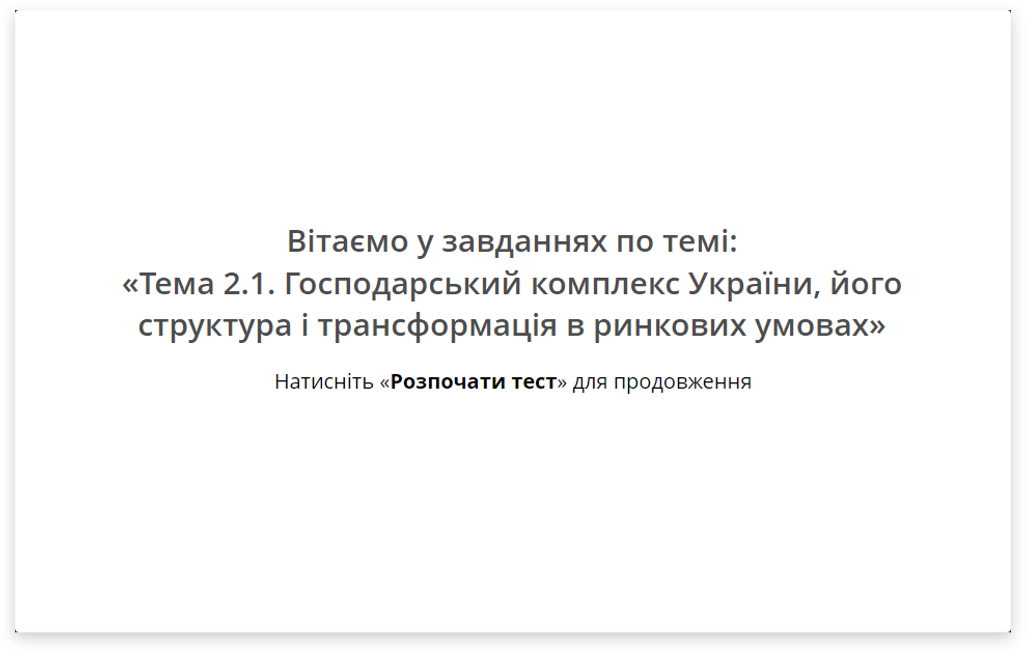 Вітаємо у завданнях по темі:
«Тема 2.1. Господарський комплекс України, його
структура і трансформація в ринкових умовах»
Натисніть «Розпочати тест» для продовження